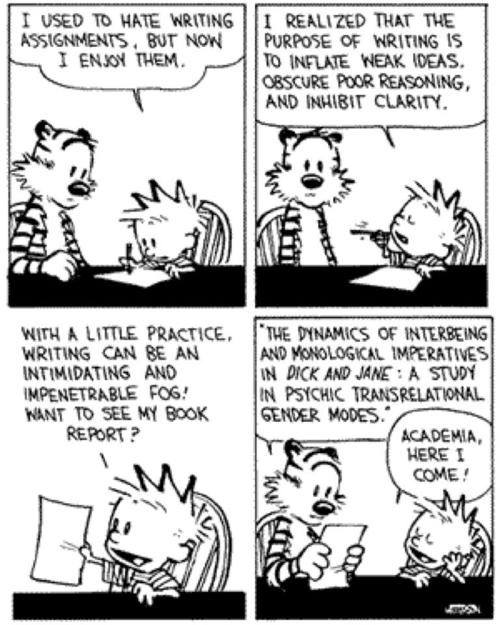 I USED TO HATE WRITING
ASSIGNMENTS, BUT NOW
I ENJOY THEM.
I REALIZED THAT THE
PURPOSE OF WRITING IS
TO INFLATE WEAK IDEAS,
OBSCURE POOR REASONING,
AND INHIBIT CLARITY.
WITH A LITTLE PRACTICE,
WRITING CAN BE AN
INTIMIDATING AND
IMPENETRABLE FOG!
WANT TO SEE MY BOOK
REPORT?
"THE DYNAMICS OF INTERBEING
AND MONOLOGICAL IMPERATIVES
IN DICK AND JANE : A STUDY
IN PSYCHIC TRANSRELATIONAL
GENDER MODES."
ACADEMIA,
HERE I
COME!
WATTERSON